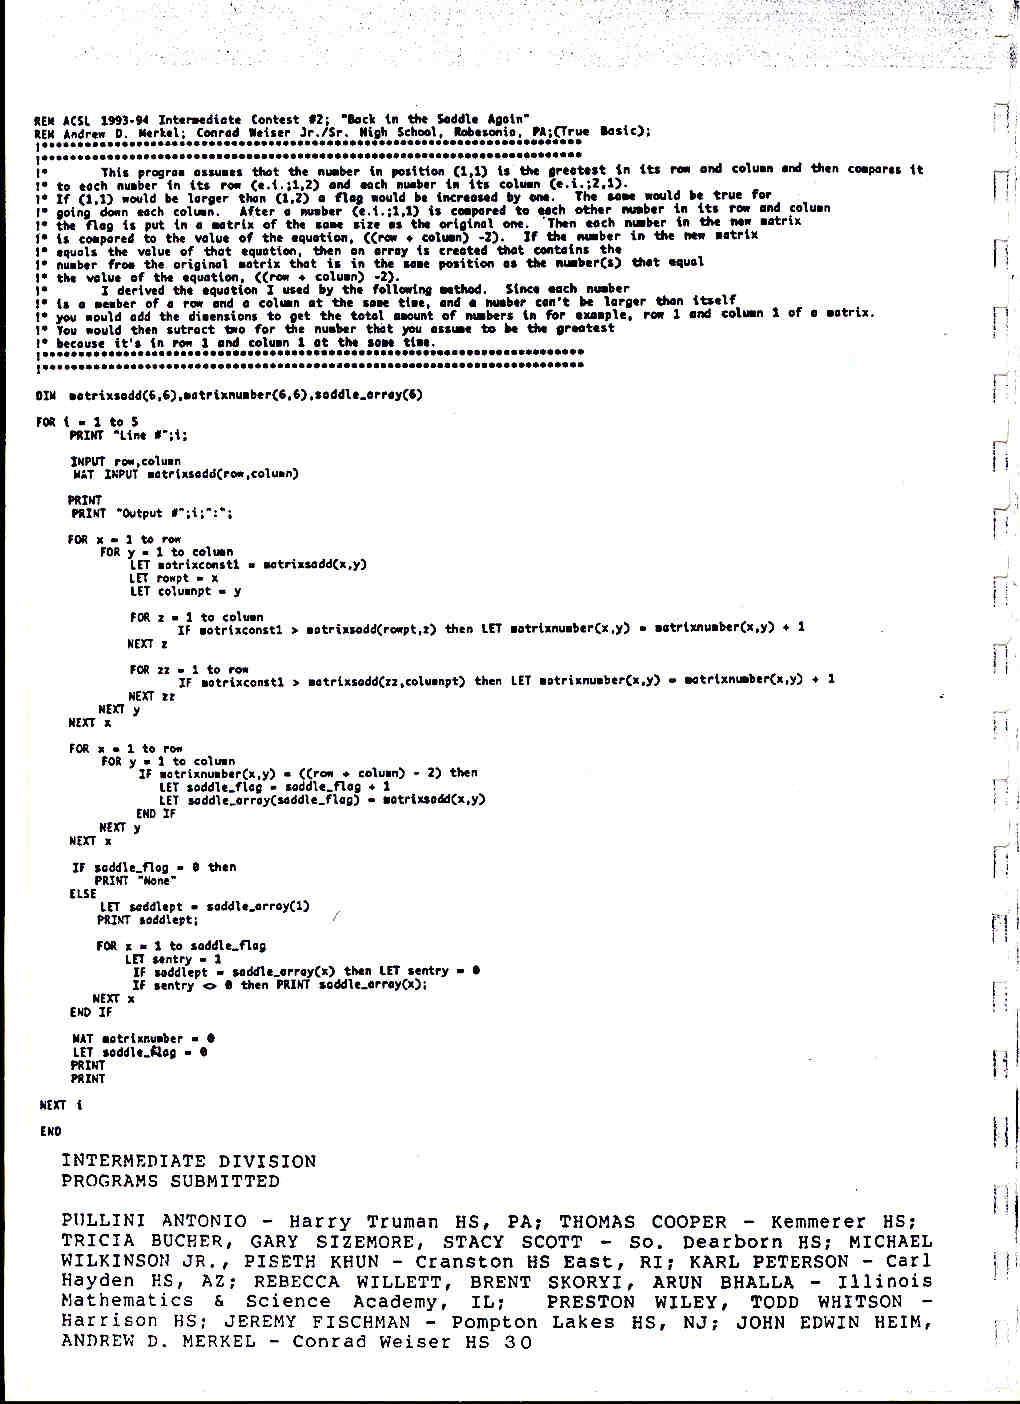 REM ACSL 1993-94 Intermediate Contest #2; "Back in the Saddle Again"
REM Andrew D. Merkel; Conrad Weiser Jr./Sr. High School, Robesonia, PA;(True Basic);
!*******************************************************************
!*******************************************************************
!* This program assumes that the number in position (1,1) is the greatest in its row and column and then compares it
!* to each number in its row (e.i.;1,2) and each number in its column (e.i.;2,1).
!* If (1,1) would be larger than (1,2) a flag would be increased by one. The same would be true for
!* going down each column. After a number (e.i.;1,1) is compared to each other number in its row and column
!* the flag is put in a matrix of the same size as the original one. Then each number in the new matrix
!* is compared to the value of the equation, ((row + column) -2). If the number in the new matrix
!* equals the value of that equation, then an array is created that contains the
!* number from the original matrix that is in the same position as the number(s) that equal
!* the value of the equation, ((row + column) -2).
!* I derived the equation I used by the following method. Since each number
!* is a member of a row and a column at the same time, and a number can't be larger than itself
!* you would add the dimensions to get the total amount of numbers in for example, row 1 and column 1 of a matrix.
!* You would then sutract two for the number that you assume to be the greatest
!* because it's in row 1 and column 1 at the same time.
!*******************************************************************
!*******************************************************************
DIM matrixsadd(6,6),matrixnumber(6,6),saddle_array(6)
FOR i = 1 to 5
PRINT "Line #";i;
INPUT row,column
MAT INPUT matrixsadd(row,column)
PRINT
PRINT "Output #";i;":";
FOR x = 1 to row
FOR y = 1 to column
LET matrixconst1 = matrixsadd(x,y)
LET rowpt = x
LET columnpt = y
FOR z = 1 to column
IF matrixconst1 > matrixsadd(rowpt,z) then LET matrixnumber(x,y) = matrixnumber(x,y) + 1
NEXT z
FOR zz = 1 to row
IF matrixconst1 > matrixsadd(zz,columnpt) then LET matrixnumber(x,y) = matrixnumber(x,y) + 1
NEXT zz
NEXT y
NEXT x
FOR x = 1 to row
FOR y = 1 to column
IF matrixnumber(x,y) = ((row + column) - 2) then
LET saddle_flag = saddle_flag + 1
LET saddle_array(saddle_flag) = matrixsadd(x,y)
END IF
NEXT y
NEXT x
IF saddle_flag = 0 then
PRINT "None"
ELSE
LET saddlept = saddle_array(1)
PRINT saddlept;
FOR x = 1 to saddle_flag
LET sentry = 1
IF saddlept = saddle_array(x) then LET sentry = 0
IF sentry <> 0 then PRINT saddle_array(x);
NEXT x
END IF
MAT matrixnumber = 0
LET saddle_flag = 0
PRINT
PRINT
NEXT i
END
INTERMEDIATE DIVISION
PROGRAMS SUBMITTED
PULLINI ANTONIO - Harry Truman HS, PA; THOMAS COOPER - Kemmerer HS;
TRICIA BUCHER, GARY SIZEMORE, STACY SCOTT - So. Dearborn HS; MICHAEL
WILKINSON JR., PISETH KHUN - Cranston HS East, RI; KARL PETERSON - Carl
Hayden HS, AZ; REBECCA WILLETT, BRENT SKORYI, ARUN BHALLA - Illinois
Mathematics & Science Academy, IL; PRESTON WILEY, TODD WHITSON -
Harrison HS; JEREMY FISCHMAN - Pompton Lakes HS, NJ; JOHN EDWIN HEIM,
ANDREW D. MERKEL - Conrad Weiser HS 30